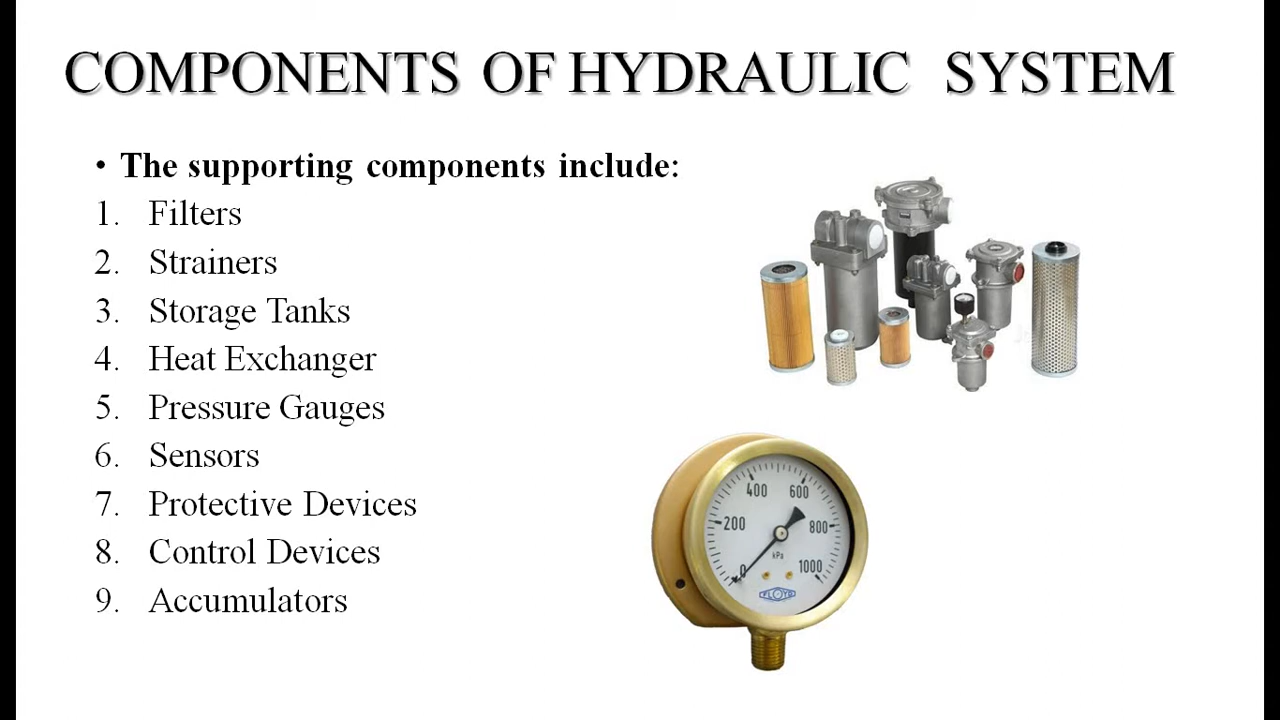 COMPONENTS OF HYDRAULIC SYSTEM
• The supporting components include:
1. Filters
2. Strainers
3. Storage Tanks
4. Heat Exchanger
5. Pressure Gauges
6. Sensors
7. Protective Devices
8. Control Devices
9. Accumulators
400 600
200 800
kPa
0 1000